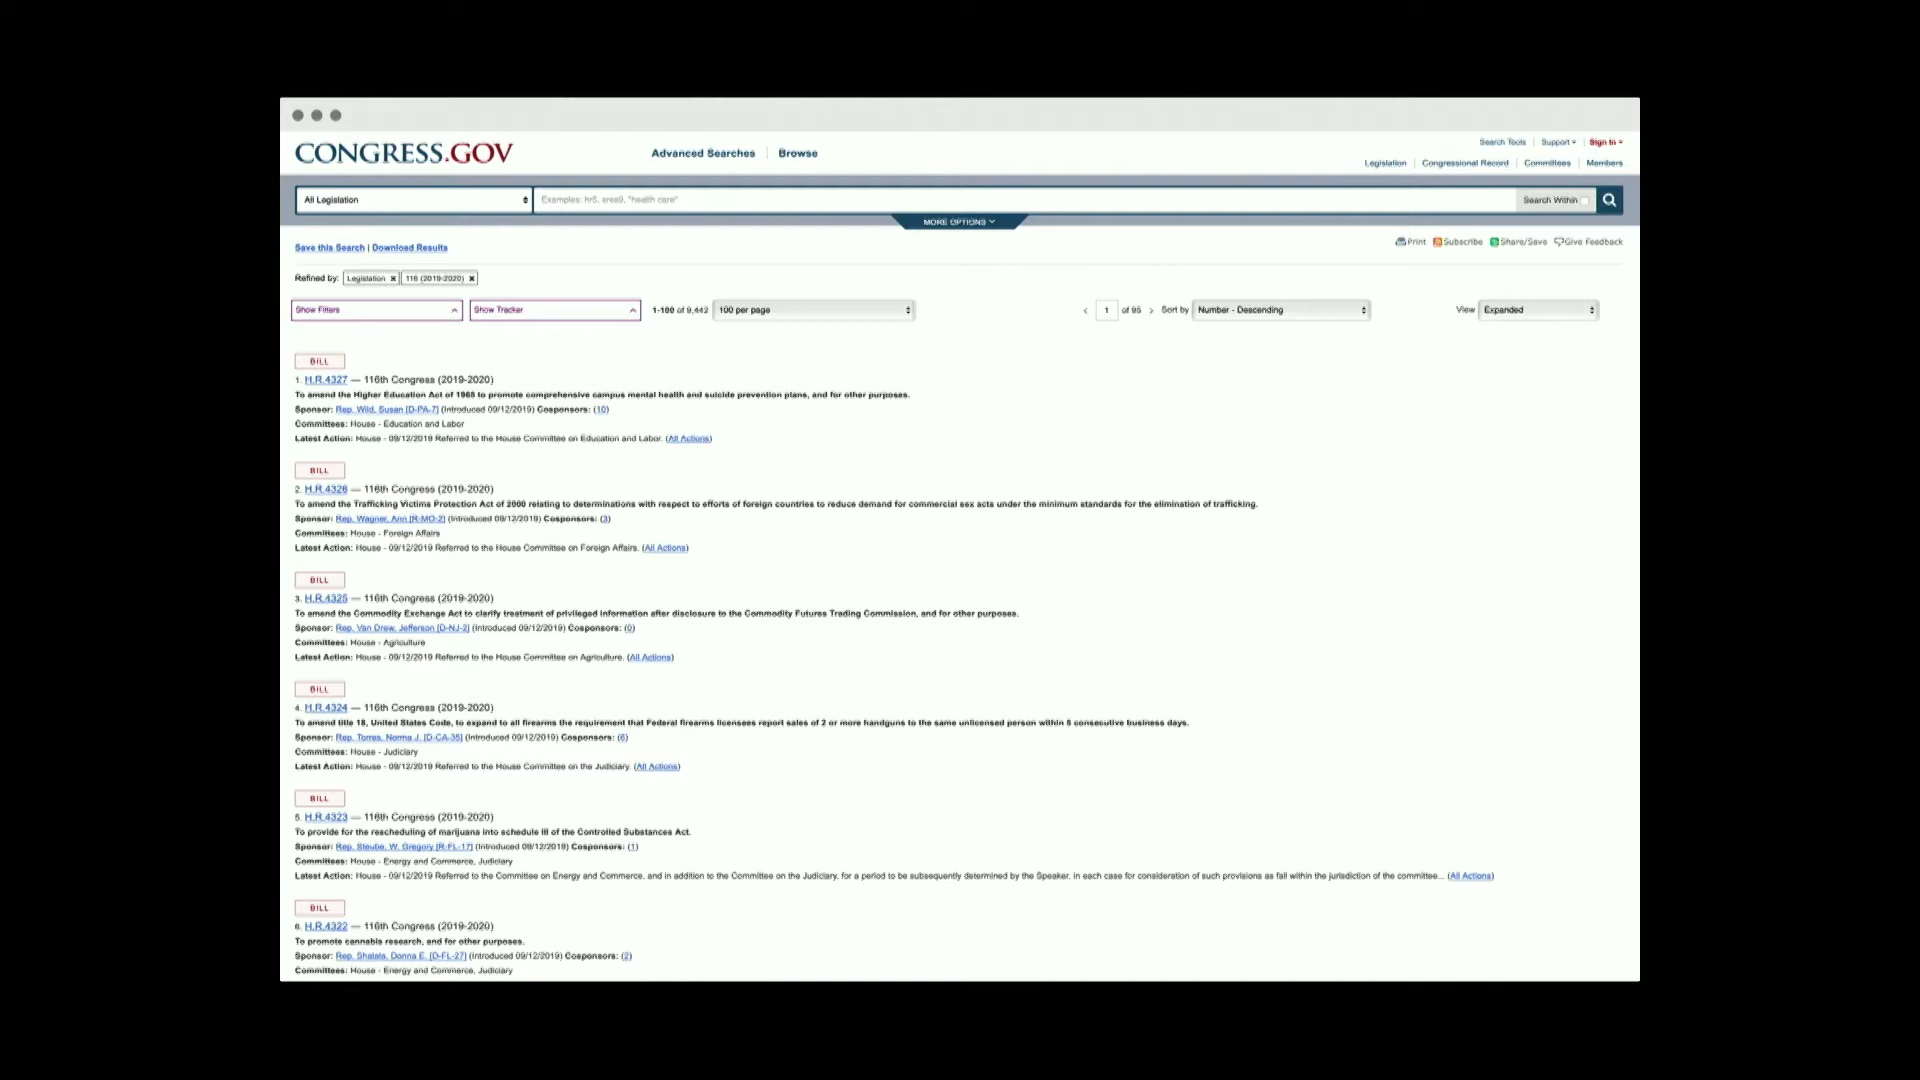 CONGRESS.GOV
Advanced Searches
Browse
Search Tools
Support
Sign In
Legislation
Congressional Record
Committees
Members
All Legislation
Examples: hr5, sres9, "health care"
Search Within
MORE OPTIONS
Save this Search | Download Results
Print
Subscribe
Share/Save
Give Feedback
Refined by: Legislation x 116 (2019-2020) x
Show Filters
Show Tracker
1-100 of 9,442
100 per page
1 of 95
Sort by Number - Descending
View Expanded
BILL
1. H.R.4327 — 116th Congress (2019-2020)
To amend the Higher Education Act of 1965 to promote comprehensive campus mental health and suicide prevention plans, and for other purposes.
Sponsor: Rep. Wild, Susan [D-PA-7] (Introduced 09/12/2019) Cosponsors: (10)
Committees: House - Education and Labor
Latest Action: House - 09/12/2019 Referred to the House Committee on Education and Labor. (All Actions)
BILL
2. H.R.4326 — 116th Congress (2019-2020)
To amend the Trafficking Victims Protection Act of 2000 relating to determinations with respect to efforts of foreign countries to reduce demand for commercial sex acts under the minimum standards for the elimination of trafficking.
Sponsor: Rep. Wagner, Ann [R-MO-2] (Introduced 09/12/2019) Cosponsors: (3)
Committees: House - Foreign Affairs
Latest Action: House - 09/12/2019 Referred to the House Committee on Foreign Affairs. (All Actions)
BILL
3. H.R.4325 — 116th Congress (2019-2020)
To amend the Commodity Exchange Act to clarify treatment of privileged information after disclosure to the Commodity Futures Trading Commission, and for other purposes.
Sponsor: Rep. Van Drew, Jefferson [D-NJ-2] (Introduced 09/12/2019) Cosponsors: (0)
Committees: House - Agriculture
Latest Action: House - 09/12/2019 Referred to the House Committee on Agriculture. (All Actions)
BILL
4. H.R.4324 — 116th Congress (2019-2020)
To amend title 18, United States Code, to expand to all firearms the requirement that Federal firearms licensees report sales of 2 or more handguns to the same unlicensed person within 5 consecutive business days.
Sponsor: Rep. Torres, Norma J. [D-CA-35] (Introduced 09/12/2019) Cosponsors: (6)
Committees: House - Judiciary
Latest Action: House - 09/12/2019 Referred to the House Committee on the Judiciary. (All Actions)
BILL
5. H.R.4323 — 116th Congress (2019-2020)
To provide for the rescheduling of marijuana into schedule III of the Controlled Substances Act.
Sponsor: Rep. Steube, W. Gregory [R-FL-17] (Introduced 09/12/2019) Cosponsors: (1)
Committees: House - Energy and Commerce, Judiciary
Latest Action: House - 09/12/2019 Referred to the Committee on Energy and Commerce, and in addition to the Committee on the Judiciary, for a period to be subsequently determined by the Speaker, in each case for consideration of such provisions as fall within the jurisdiction of the committee... (All Actions)
BILL
6. H.R.4322 — 116th Congress (2019-2020)
To promote cannabis research, and for other purposes.
Sponsor: Rep. Shalala, Donna E. [D-FL-27] (Introduced 09/12/2019) Cosponsors: (2)
Committees: House - Energy and Commerce, Judiciary